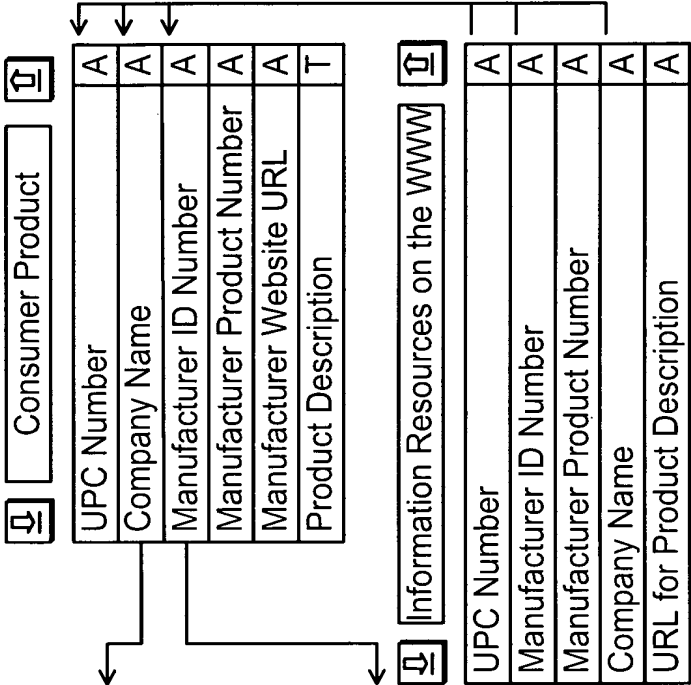 Consumer Product
UPC Number A
Company Name A
Manufacturer ID Number A
Manufacturer Product Number A
Manufacturer Website URL A
Product Description T
Information Resources on the WWW
UPC Number A
Manufacturer ID Number A
Manufacturer Product Number A
Company Name A
URL for Product Description A